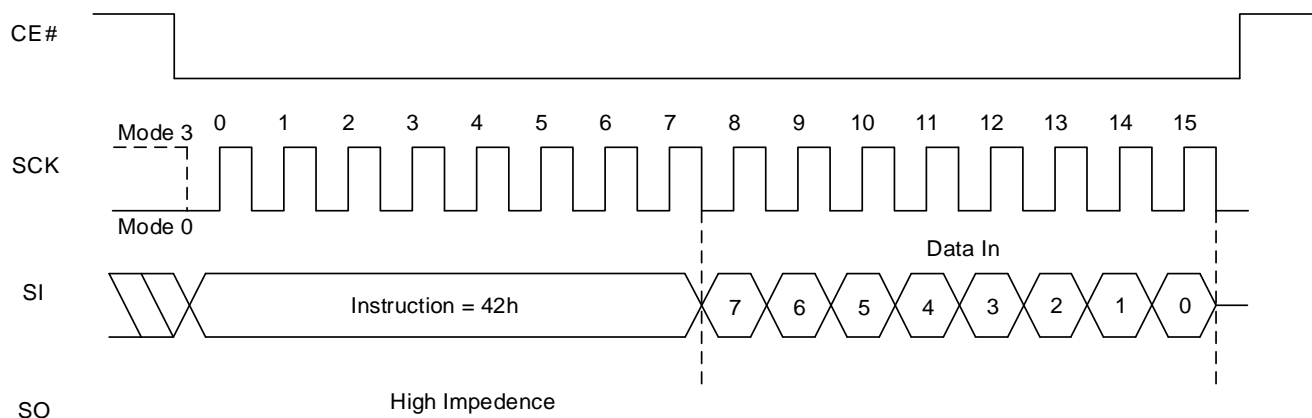 CE#
Mode 3
0 1 2 3 4 5 6 7 8 9 10 11 12 13 14 15
SCK
Mode 0
Data In
SI
Instruction = 42h
7 6 5 4 3 2 1 0
High Impedence
SO